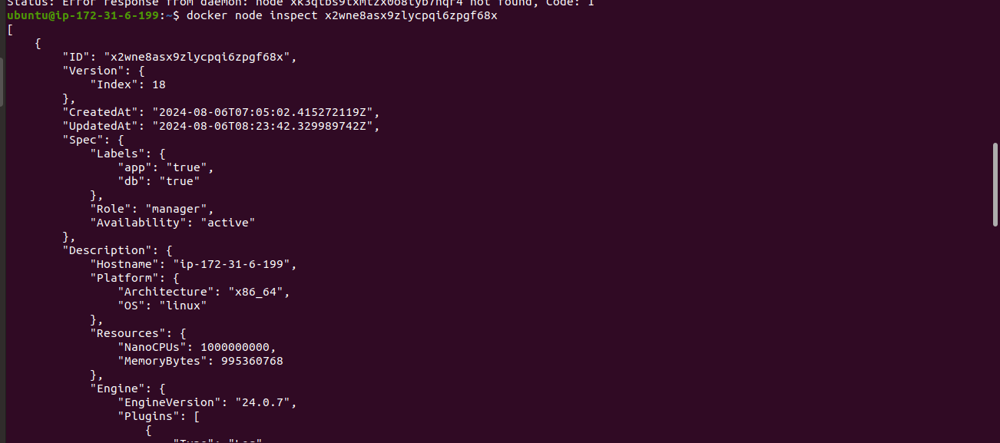 Status: Error response from daemon: node not found, Code: 1
ubuntu@ip-172-31-6-199:~$ docker node inspect x2wne8asx9zlycpqi6zpgf68x
[
    {
        "ID": "x2wne8asx9zlycpqi6zpgf68x",
        "Version": {
            "Index": 18
        },
        "CreatedAt": "2024-08-06T07:05:02.415272119Z",
        "UpdatedAt": "2024-08-06T08:23:42.329989742Z",
        "Spec": {
            "Labels": {
                "app": "true",
                "db": "true"
            },
            "Role": "manager",
            "Availability": "active"
        },
        "Description": {
            "Hostname": "ip-172-31-6-199",
            "Platform": {
                "Architecture": "x86_64",
                "OS": "linux"
            },
            "Resources": {
                "NanoCPUs": 1000000000,
                "MemoryBytes": 995360768
            },
            "Engine": {
                "EngineVersion": "24.0.7",
                "Plugins": [
                    {